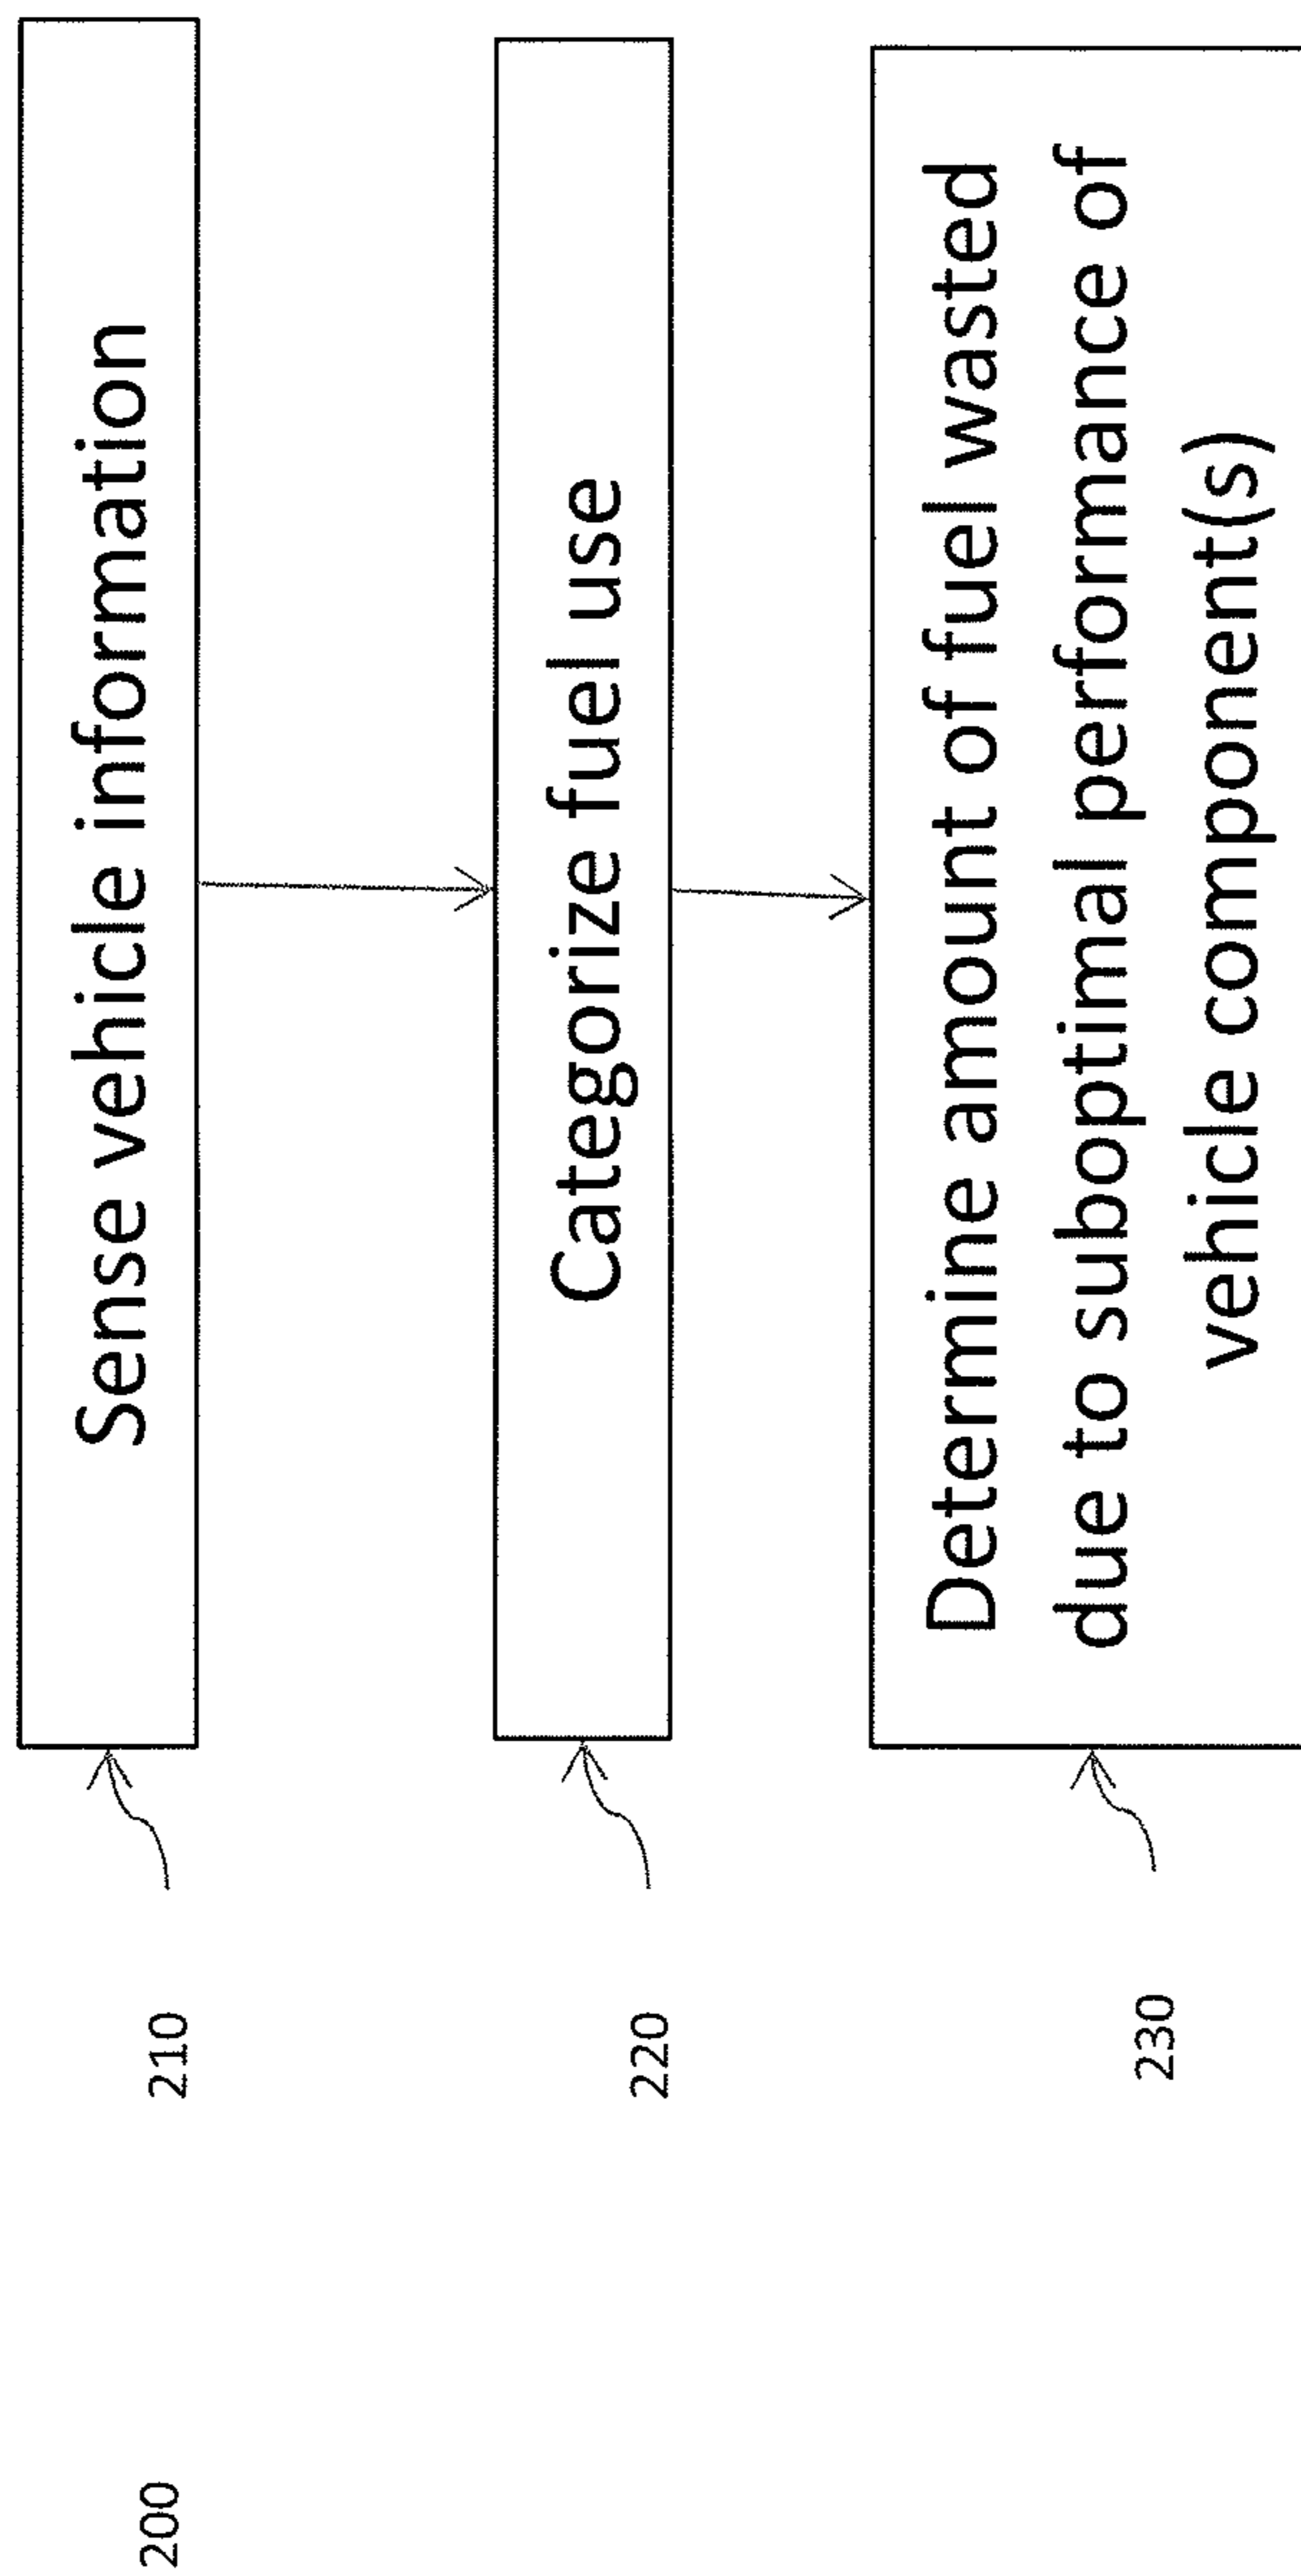 200
210
Sense vehicle information
220
Categorize fuel use
230
Determine amount of fuel wasted
due to suboptimal performance of
vehicle component(s)